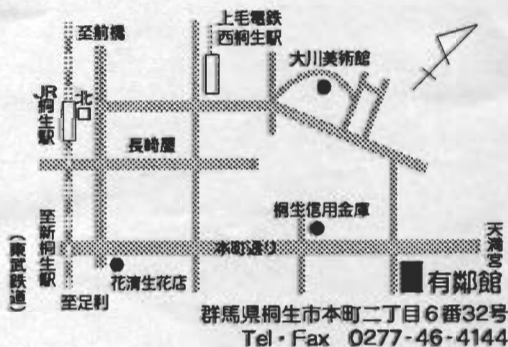 至前橋
上毛電鉄
西桐生駅
大川美術館
JR桐生駅
北
長崎屋
桐生信用金庫
至新桐生駅
(東武鉄道)
本町通り
天満宮
花清生花店
有鄰館
至足利
群馬県桐生市本町二丁目6番32号
Tel・Fax 0277-46-4144